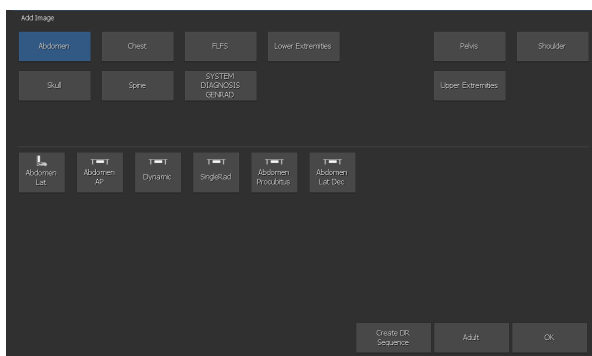 Add Image
Abdomen
Chest
FLFS
Lower Extremities
Pelvis
Shoulder
Skull
Spine
SYSTEM
DIAGNOSIS
GENRAD
Upper Extremities
Abdomen
Lat
Abdomen
AP
Dynamic
SingleRad
Abdomen
Procubitus
Abdomen
Lat Dec
Create DR
Sequence
Adult
OK